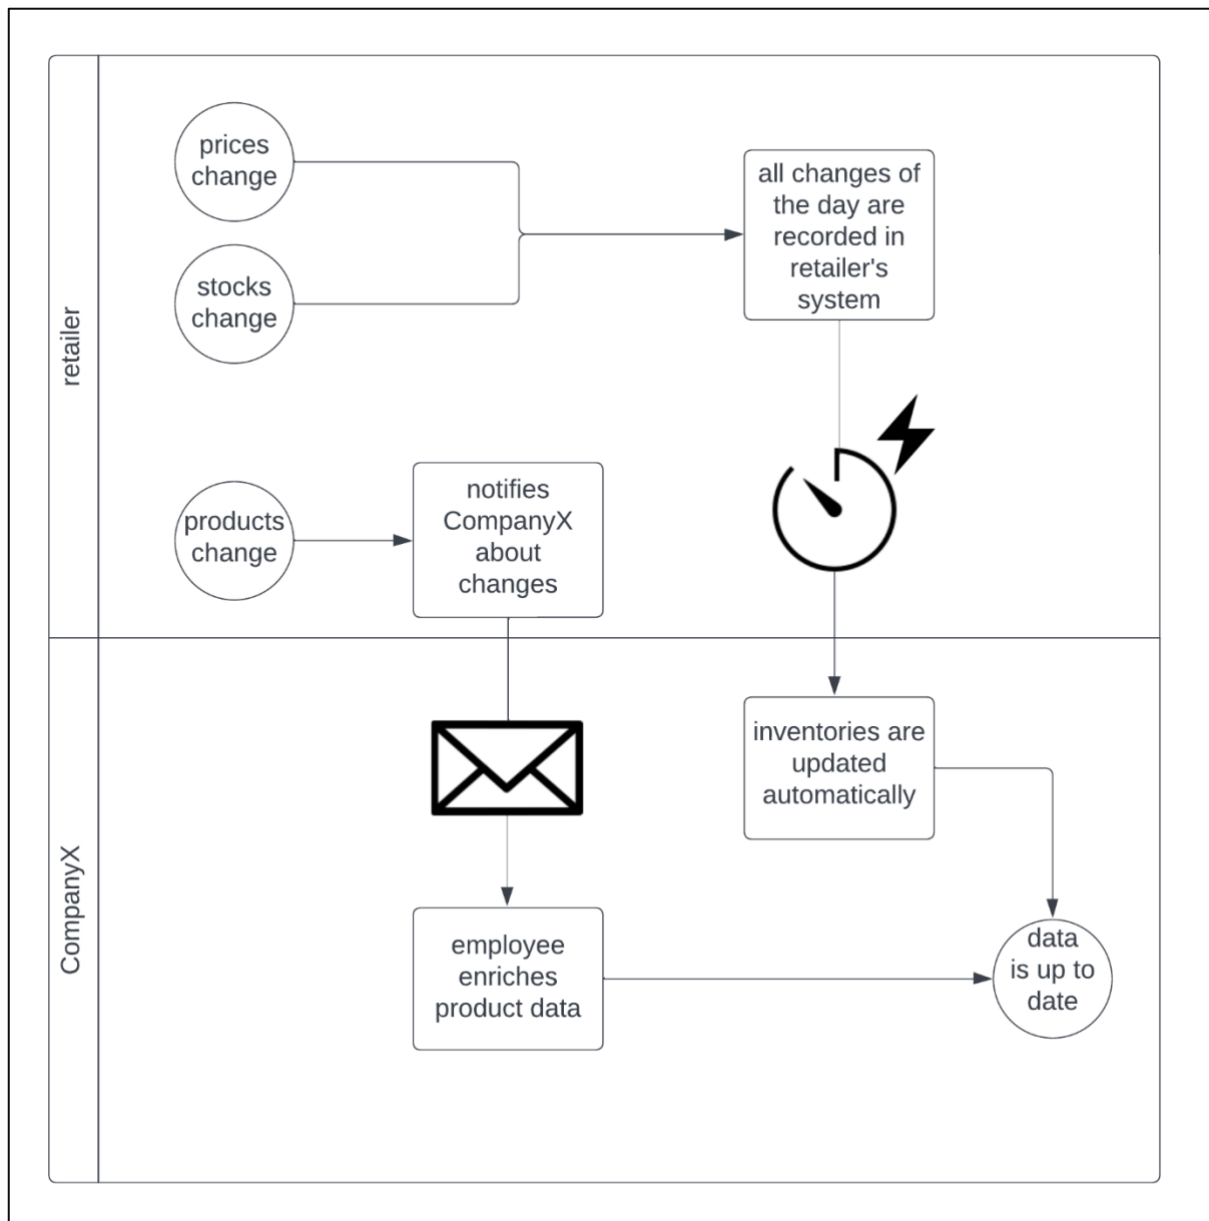 retailer
prices
change
stocks
change
all changes of
the day are
recorded in
retailer's
system
products
change
notifies
CompanyX
about
changes
CompanyX
inventories are
updated
automatically
employee
enriches
product data
data
is up to
date